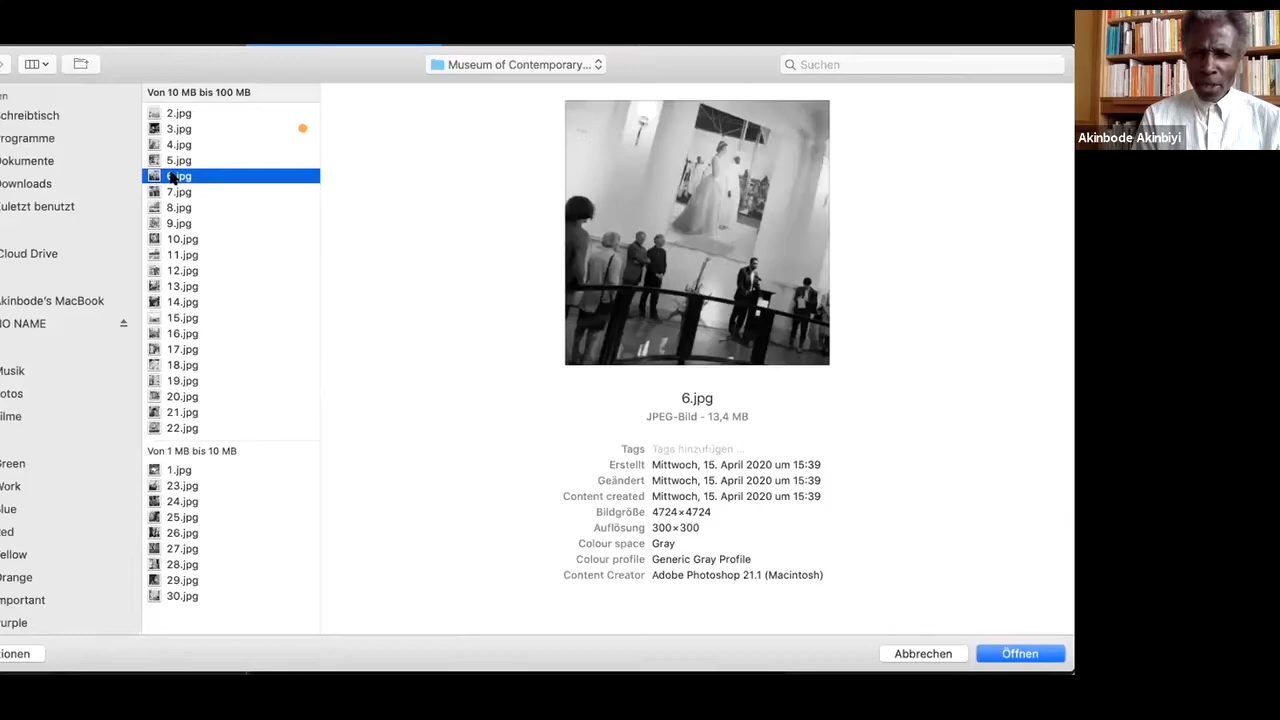 Museum of Contemporary...
Suchen
en
chreibtisch
rogramme
okumente
ownloads
uletzt benutzt
Cloud Drive
kinbode's MacBook
IO NAME
usik
otos
ilme
reen
ork
lue
ed
ellow
range
mportant
urple
Von 10 MB bis 100 MB
2.jpg
3.jpg
4.jpg
5.jpg
6.jpg
7.jpg
8.jpg
9.jpg
10.jpg
11.jpg
12.jpg
13.jpg
14.jpg
15.jpg
16.jpg
17.jpg
18.jpg
19.jpg
20.jpg
21.jpg
22.jpg
Von 1 MB bis 10 MB
1.jpg
23.jpg
24.jpg
25.jpg
26.jpg
27.jpg
28.jpg
29.jpg
30.jpg
6.jpg
JPEG-Bild - 13,4 MB
Tags Tags hinzufügen ...
Erstellt Mittwoch, 15. April 2020 um 15:39
Geändert Mittwoch, 15. April 2020 um 15:39
Content created Mittwoch, 15. April 2020 um 15:39
Bildgröße 4724×4724
Auflösung 300×300
Colour space Gray
Colour profile Generic Gray Profile
Content Creator Adobe Photoshop 21.1 (Macintosh)
ionen
Abbrechen
Öffnen
Akinbode Akinbiyi